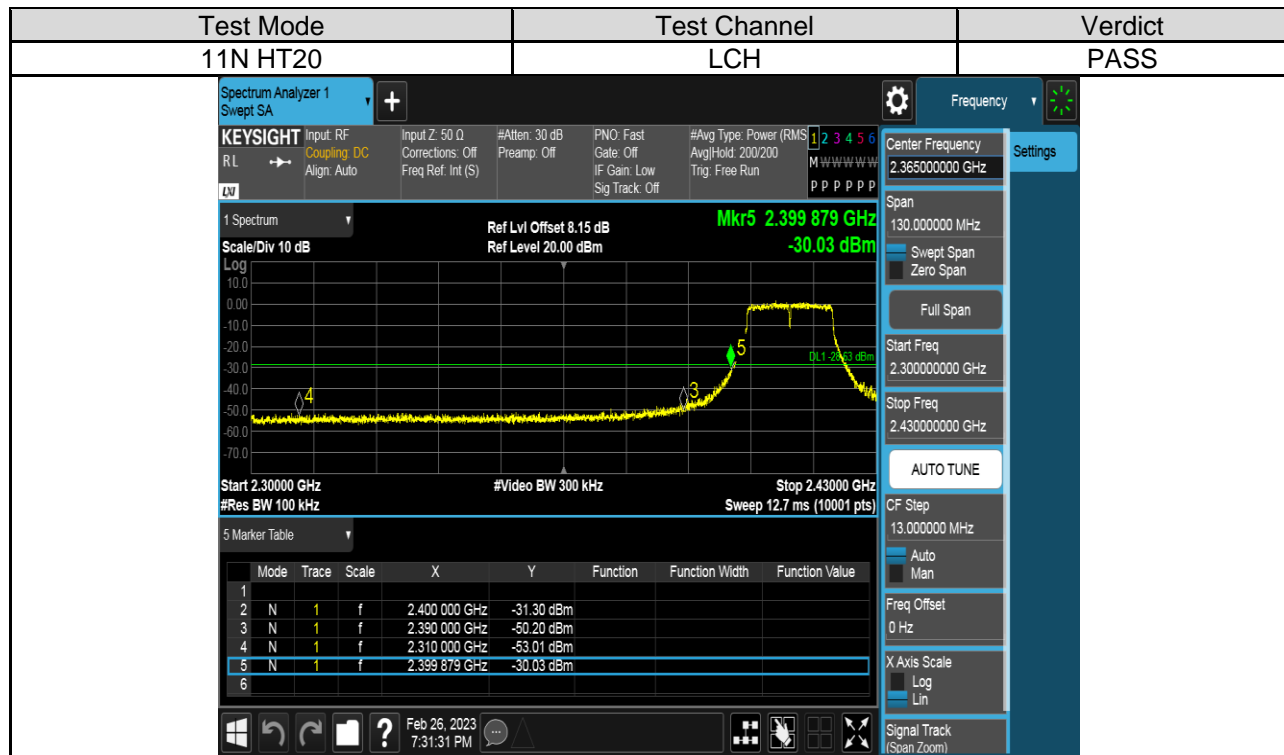 Test Mode Test Channel Verdict
11N HT20 LCH PASS
Spectrum Analyzer 1
Swept SA
+
Frequency
KEYSIGHT Input: RF Input Z: 50 Ω #Atten: 30 dB PNO: Fast #Avg Type: Power (RMS 1 2 3 4 5 6
RL Coupling: DC Corrections: Off Preamp: Off Gate: Off Avg|Hold: 200/200 M W W W W W
Align: Auto Freq Ref: Int (S) IF Gain: Low Trig: Free Run
LXI Sig Track: Off P P P P P P
Center Frequency
2.365000000 GHz
Settings
Span
130.000000 MHz
Swept Span
Zero Span
Full Span
Start Freq
2.300000000 GHz
Stop Freq
2.430000000 GHz
AUTO TUNE
CF Step
13.000000 MHz
Auto
Man
Freq Offset
0 Hz
X Axis Scale
Log
Lin
Signal Track
(Span Zoom)
1 Spectrum Ref Lvl Offset 8.15 dB Mkr5 2.399 879 GHz
Scale/Div 10 dB Ref Level 20.00 dBm -30.03 dBm
Log
10.0
0.00
-10.0
-20.0
-30.0
-40.0
-50.0
-60.0
-70.0
5
DL1 -28.63 dBm
3
4
Start 2.30000 GHz #Video BW 300 kHz Stop 2.43000 GHz
#Res BW 100 kHz Sweep 12.7 ms (10001 pts)
5 Marker Table
Mode Trace Scale X Y Function Function Width Function Value
1
2 N 1 f 2.400 000 GHz -31.30 dBm
3 N 1 f 2.390 000 GHz -50.20 dBm
4 N 1 f 2.310 000 GHz -53.01 dBm
5 N 1 f 2.399 879 GHz -30.03 dBm
6
? Feb 26, 2023
7:31:31 PM